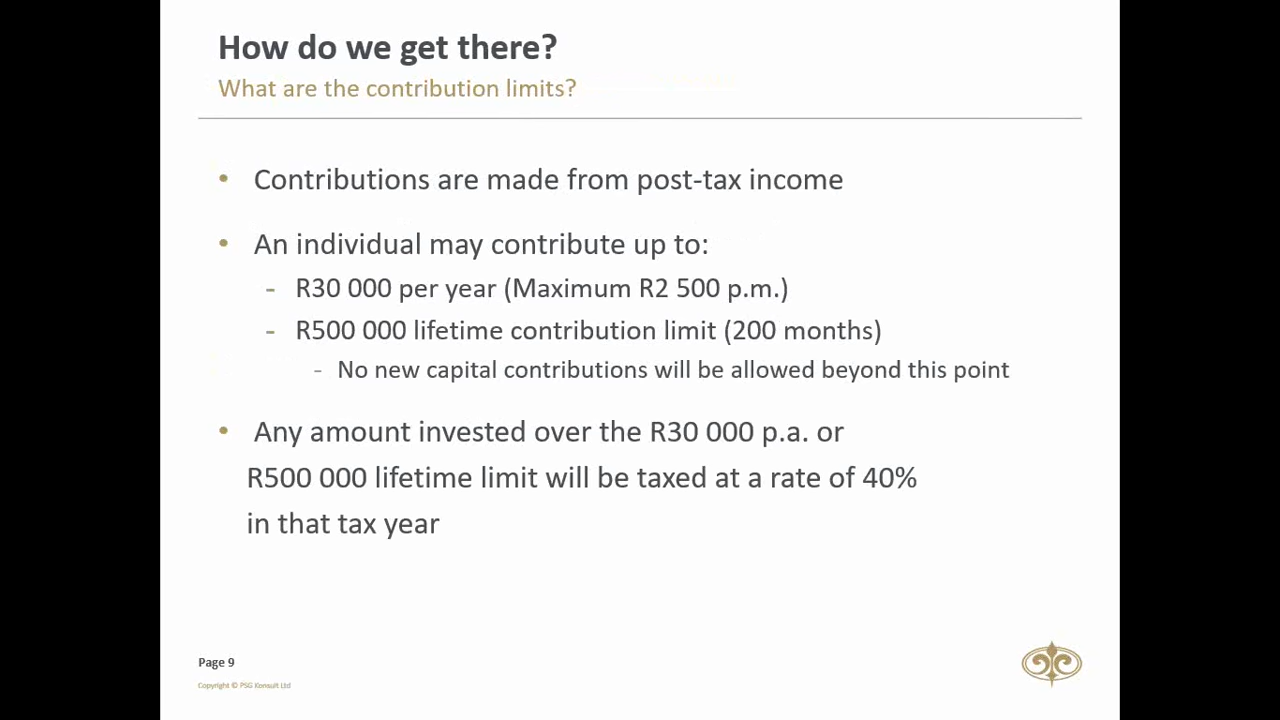 How do we get there?
What are the contribution limits?
• Contributions are made from post-tax income
• An individual may contribute up to:
- R30 000 per year (Maximum R2 500 p.m.)
- R500 000 lifetime contribution limit (200 months)
- No new capital contributions will be allowed beyond this point
• Any amount invested over the R30 000 p.a. or
R500 000 lifetime limit will be taxed at a rate of 40%
in that tax year
Page 9
Copyright © PSG Konsult Ltd